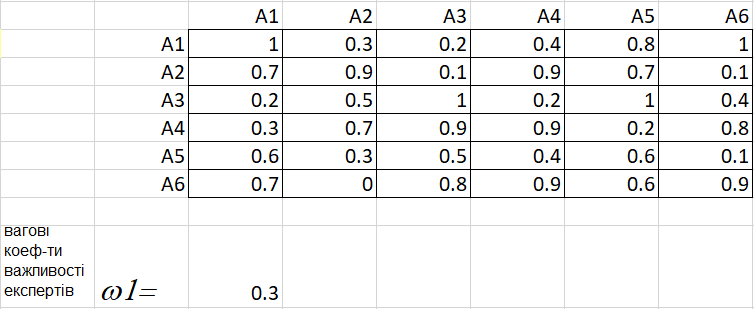 A1 A2 A3 A4 A5 A6
A1 1 0.3 0.2 0.4 0.8 1
A2 0.7 0.9 0.1 0.9 0.7 0.1
A3 0.2 0.5 1 0.2 1 0.4
A4 0.3 0.7 0.9 0.9 0.2 0.8
A5 0.6 0.3 0.5 0.4 0.6 0.1
A6 0.7 0 0.8 0.9 0.6 0.9
вагові
коеф-ти
важливості
експертів
ω1= 0.3